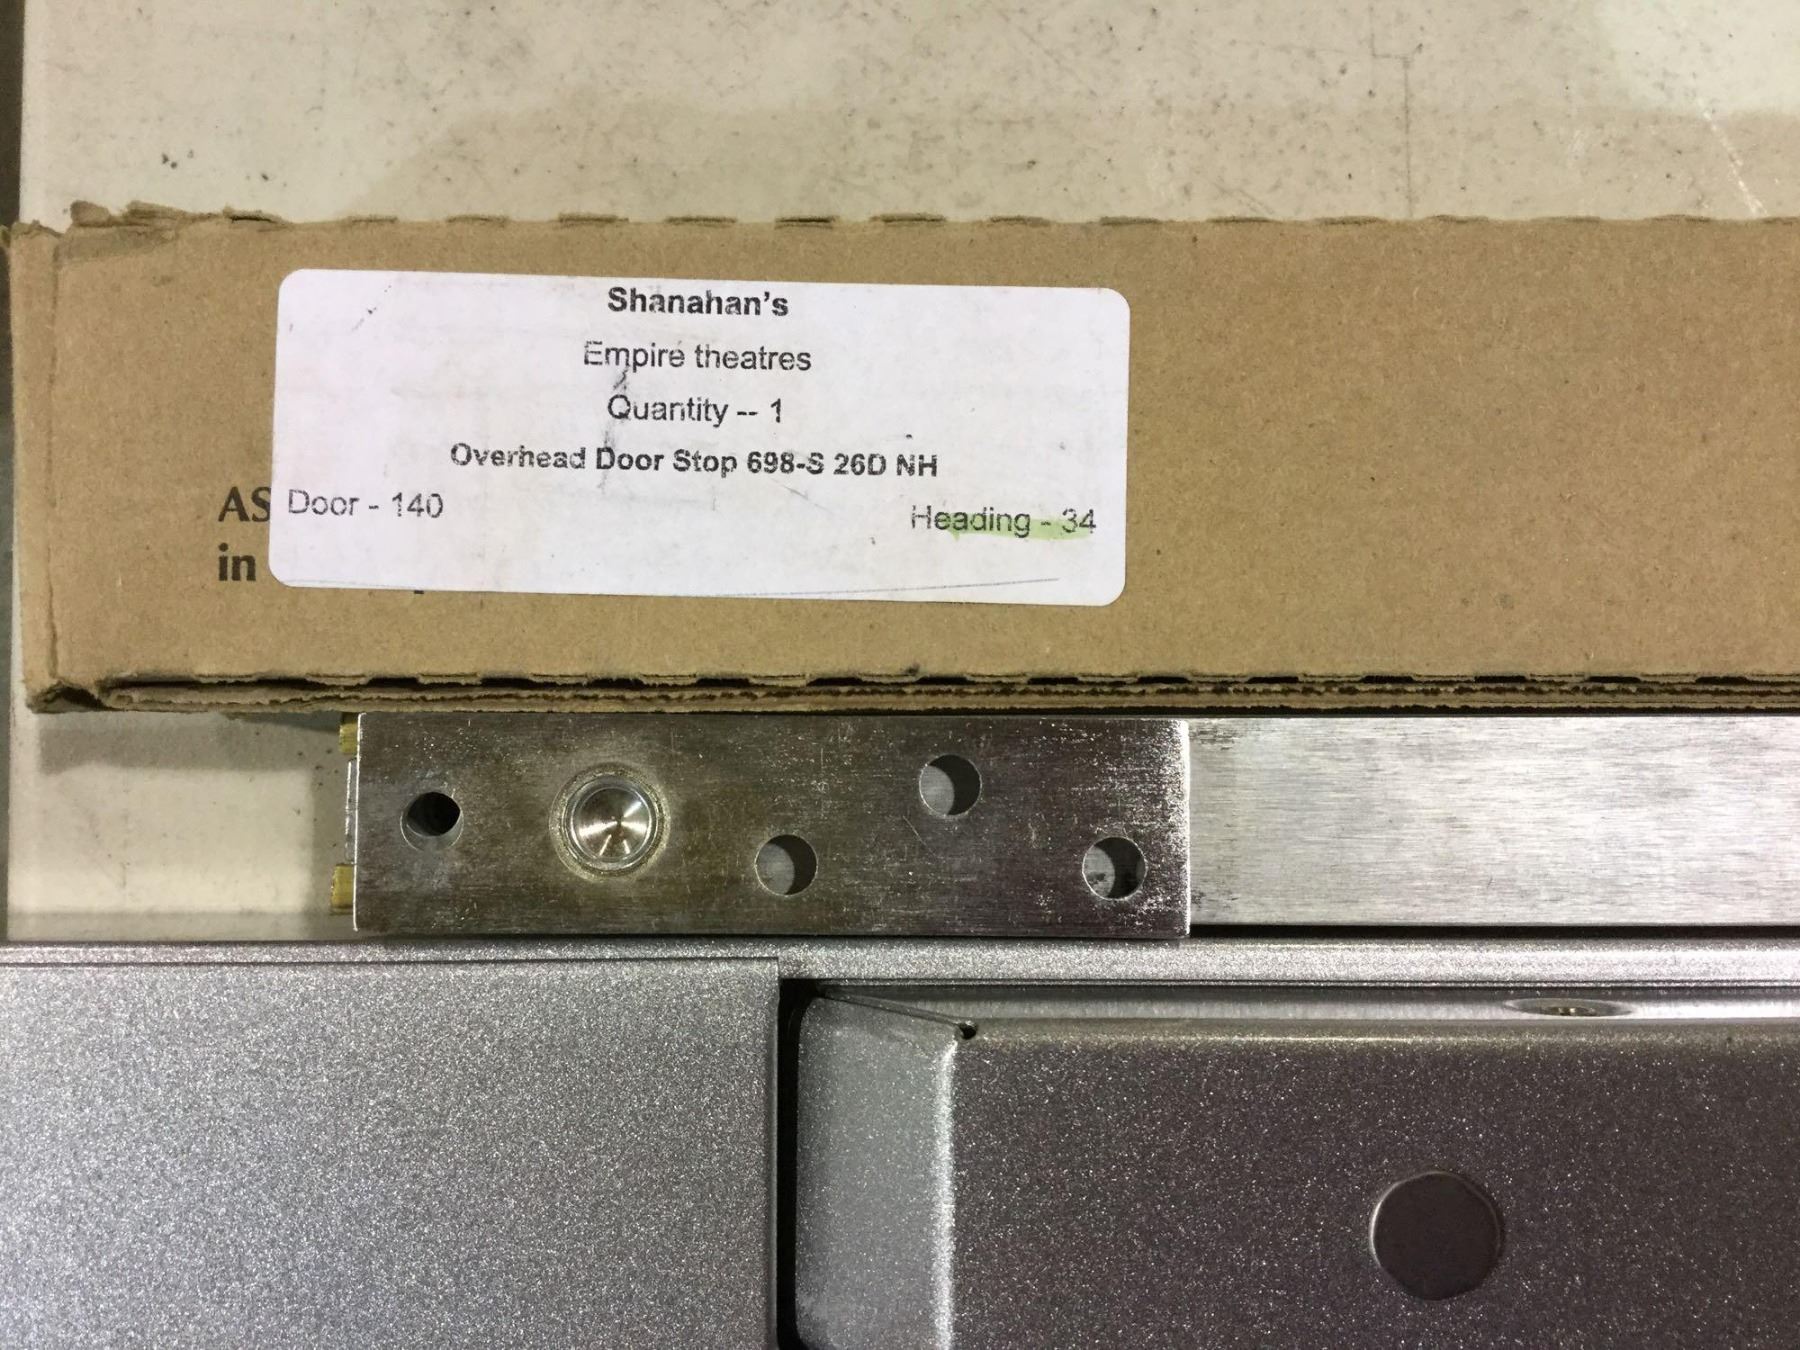 Shanahan's
Empire theatres
Quantity -- 1
Overhead Door Stop 698-S 26D NH
Door - 140
Heading - 34
AS
in